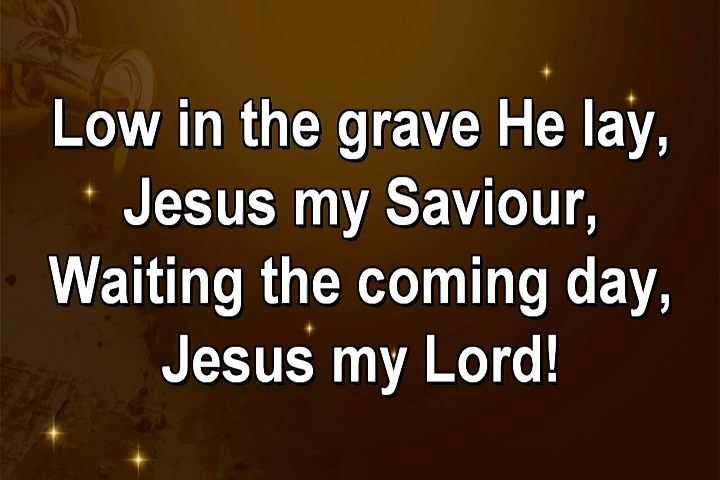 Low in the grave He lay,
Jesus my Saviour,
Waiting the coming day,
Jesus my Lord!